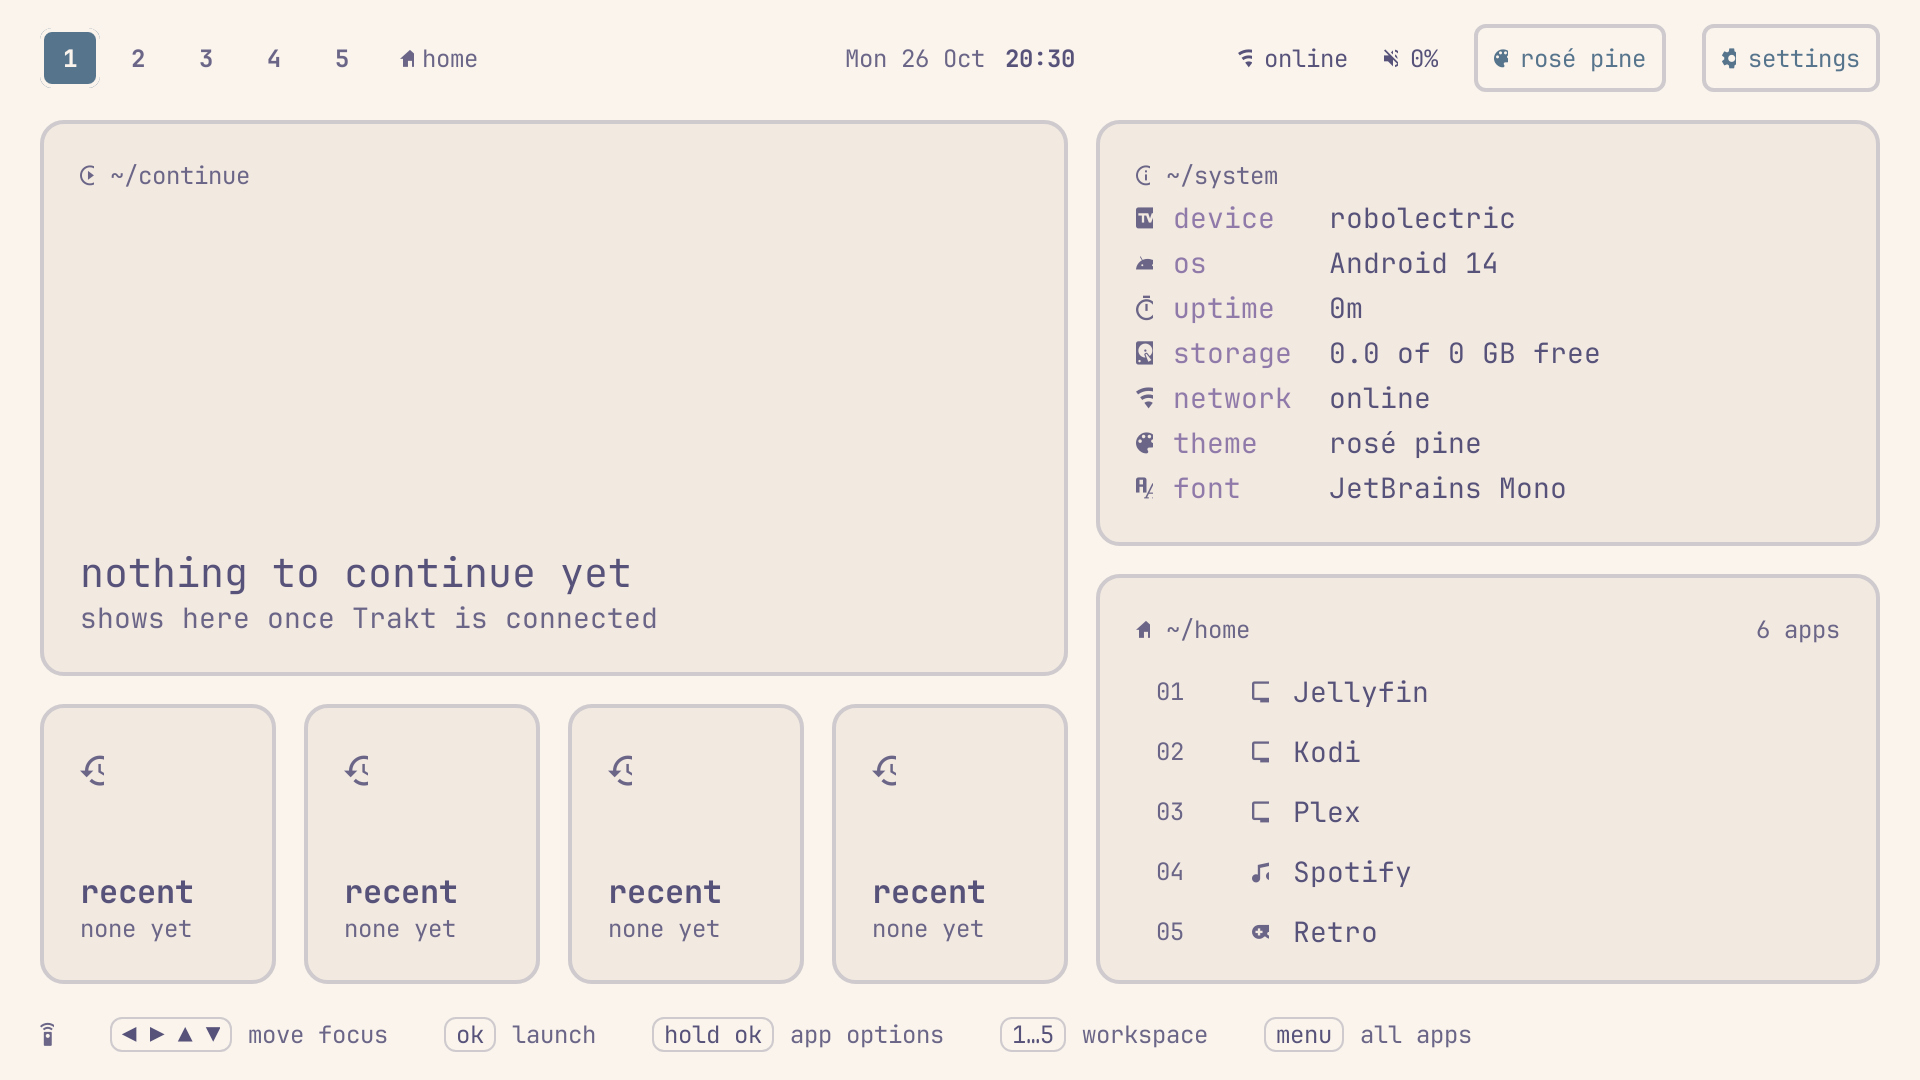 1 2 3 4 5 home Mon 26 Oct 20:30 online 0% rosé pine settings
~/continue
nothing to continue yet
shows here once Trakt is connected
recent
none yet
recent
none yet
recent
none yet
recent
none yet
~/system
device robolectric
os Android 14
uptime 0m
storage 0.0 of 0 GB free
network online
theme rosé pine
font JetBrains Mono
~/home 6 apps
01 Jellyfin
02 Kodi
03 Plex
04 Spotify
05 Retro
◀ ▶ ▲ ▼ move focus ok launch hold ok app options 1…5 workspace menu all apps